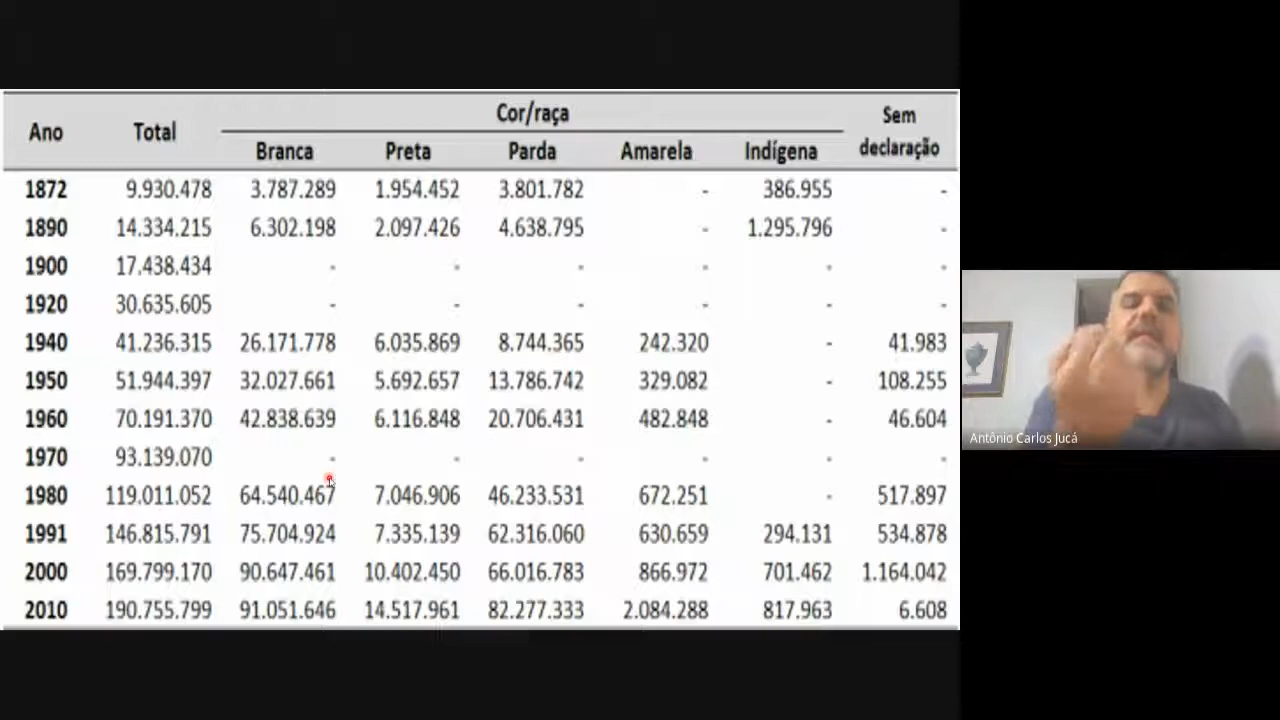 Cor/raça
Ano Total Sem declaração
Branca Preta Parda Amarela Indígena
1872 9.930.478 3.787.289 1.954.452 3.801.782 - 386.955 -
1890 14.334.215 6.302.198 2.097.426 4.638.795 - 1.295.796 -
1900 17.438.434 - - - - - -
1920 30.635.605 - - - - - -
1940 41.236.315 26.171.778 6.035.869 8.744.365 242.320 - 41.983
1950 51.944.397 32.027.661 5.692.657 13.786.742 329.082 - 108.255
1960 70.191.370 42.838.639 6.116.848 20.706.431 482.848 - 46.604
1970 93.139.070 - - - - - -
1980 119.011.052 64.540.467 7.046.906 46.233.531 672.251 - 517.897
1991 146.815.791 75.704.924 7.335.139 62.316.060 630.659 294.131 534.878
2000 169.799.170 90.647.461 10.402.450 66.016.783 866.972 701.462 1.164.042
2010 190.755.799 91.051.646 14.517.961 82.277.333 2.084.288 817.963 6.608
Antônio Carlos Jucá